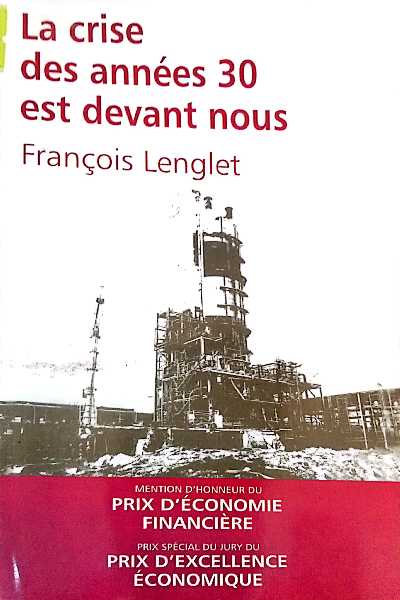 La crise
des années 30
est devant nous
François Lenglet
MENTION D'HONNEUR DU
PRIX D'ÉCONOMIE
FINANCIÈRE
PRIX SPÉCIAL DU JURY DU
PRIX D'EXCELLENCE
ÉCONOMIQUE